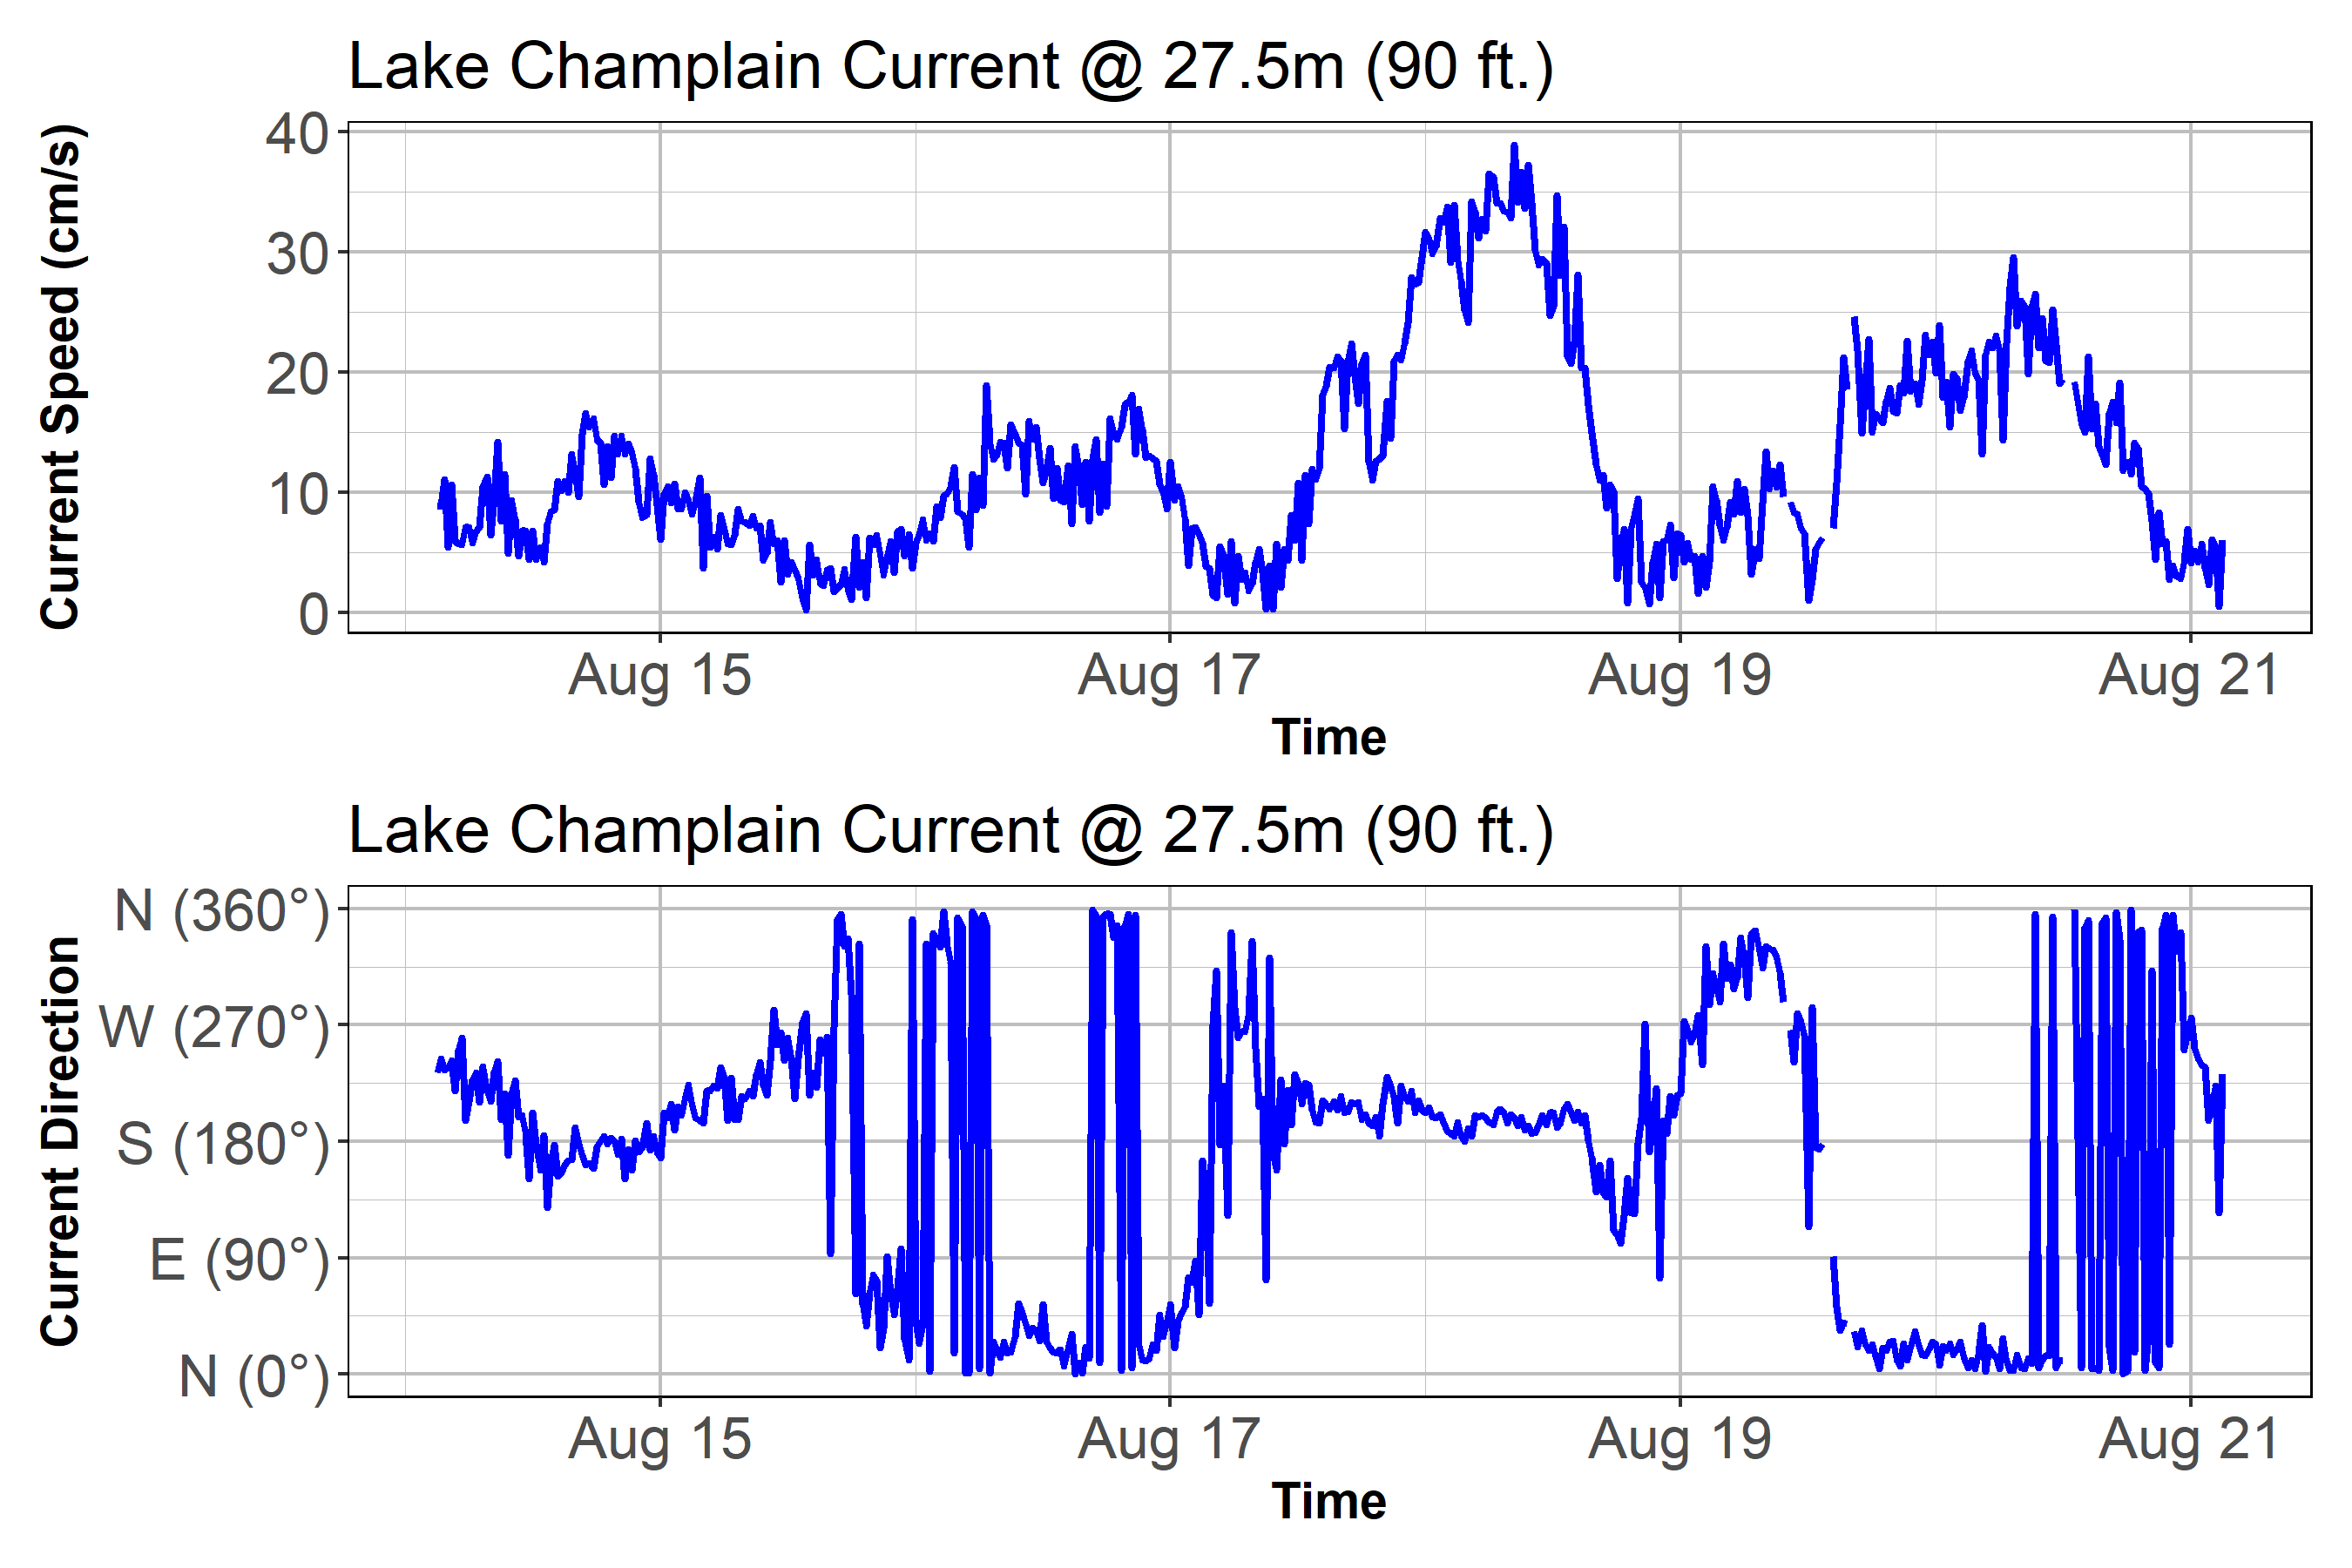 Lake Champlain Current @ 27.5m (90 ft.)
Current Speed (cm/s)
40
30
20
10
0
Aug 15 Aug 17 Aug 19 Aug 21
Time
Lake Champlain Current @ 27.5m (90 ft.)
Current Direction
N (360°)
W (270°)
S (180°)
E (90°)
N (0°)
Aug 15 Aug 17 Aug 19 Aug 21
Time